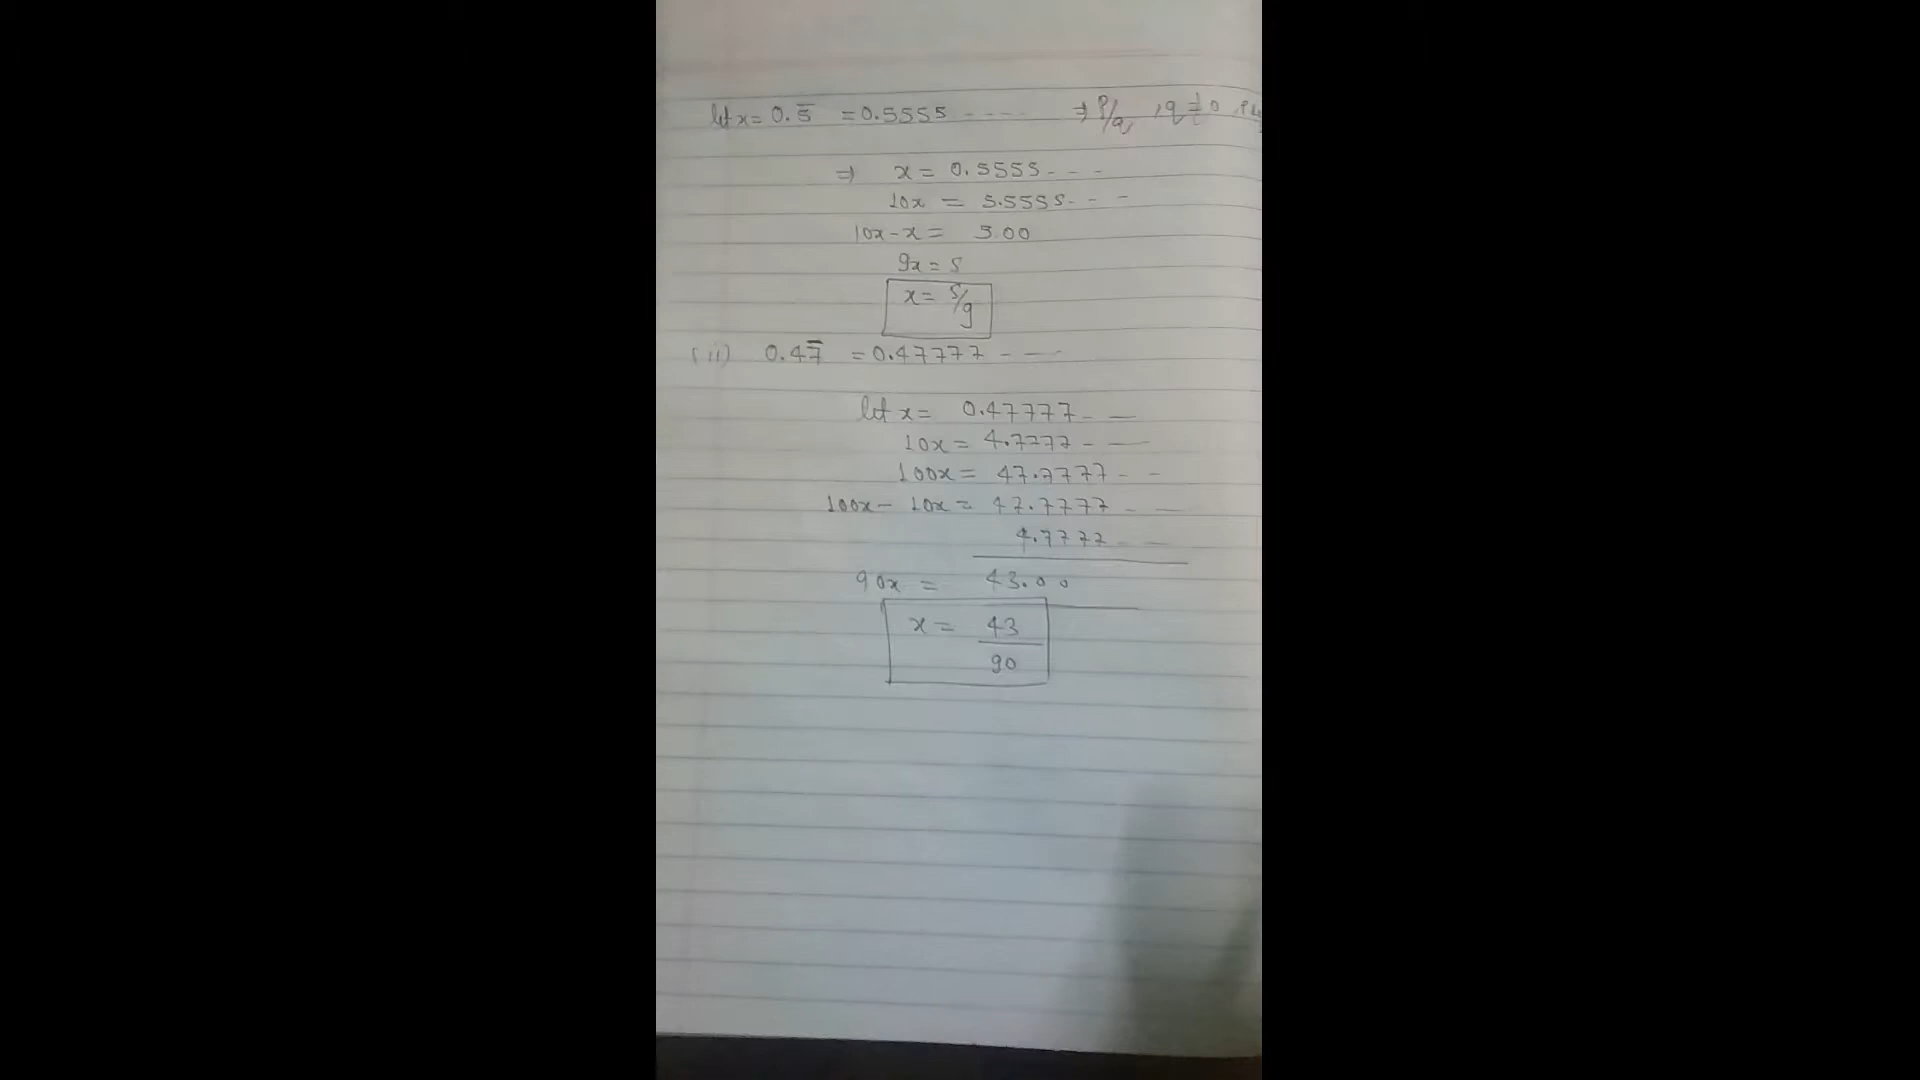 let x = 0.5̅ = 0.5555 ---- ⇒ P/q, q ≠ 0
⇒ x = 0.5555---
10x = 5.5555---
10x - x = 5.00
9x = 5
x = 5/9
(ii) 0.47̅ = 0.47777 ---
let x = 0.47777 --
10x = 4.7777 --
100x = 47.7777 --
100x - 10x = 47.7777 --
4.7777 --
90x = 43.00
x = 43
90